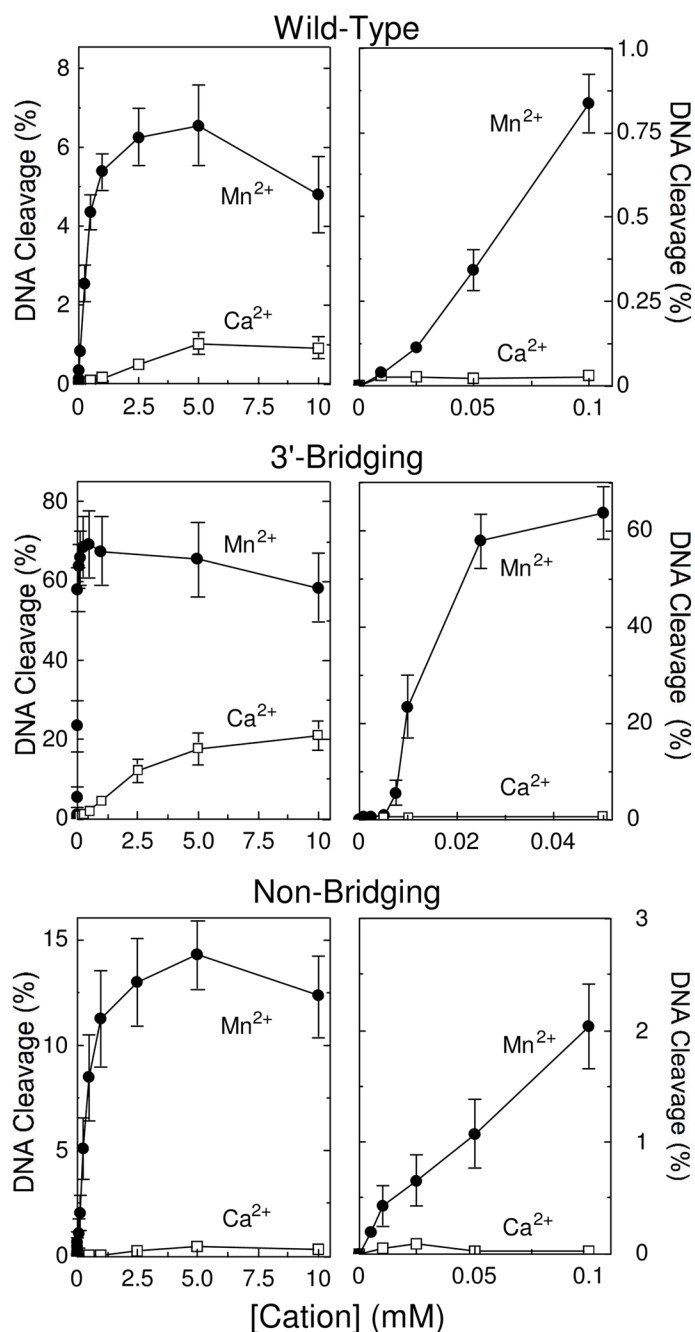 Wild-Type
DNA Cleavage (%)
8
6
4
2
0
Mn2+
Ca2+
0
2.5
5.0
7.5
10
Mn2+
Ca2+
1.0
0.75
0.5
0.25
0
DNA Cleavage (%)
0
0.05
0.1
3'-Bridging
DNA Cleavage (%)
80
60
40
20
0
Mn2+
Ca2+
0
2.5
5.0
7.5
10
Mn2+
Ca2+
60
40
20
0
DNA Cleavage (%)
0
0.02
0.04
Non-Bridging
DNA Cleavage (%)
15
10
5
0
Mn2+
Ca2+
0
2.5
5.0
7.5
10
Mn2+
Ca2+
3
2
1
0
DNA Cleavage (%)
0
0.05
0.1
[Cation] (mM)